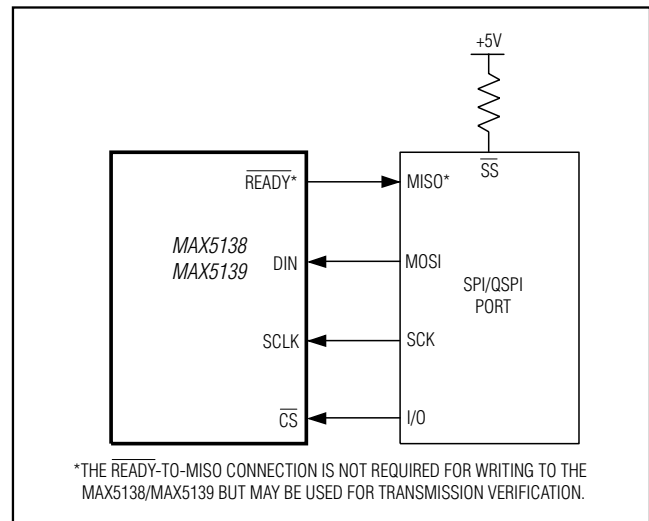 +5V
SS
READY* MISO*
MAX5138
MAX5139
DIN MOSI
SPI/QSPI
PORT
SCLK SCK
CS I/O
*THE READY-TO-MISO CONNECTION IS NOT REQUIRED FOR WRITING TO THE
MAX5138/MAX5139 BUT MAY BE USED FOR TRANSMISSION VERIFICATION.